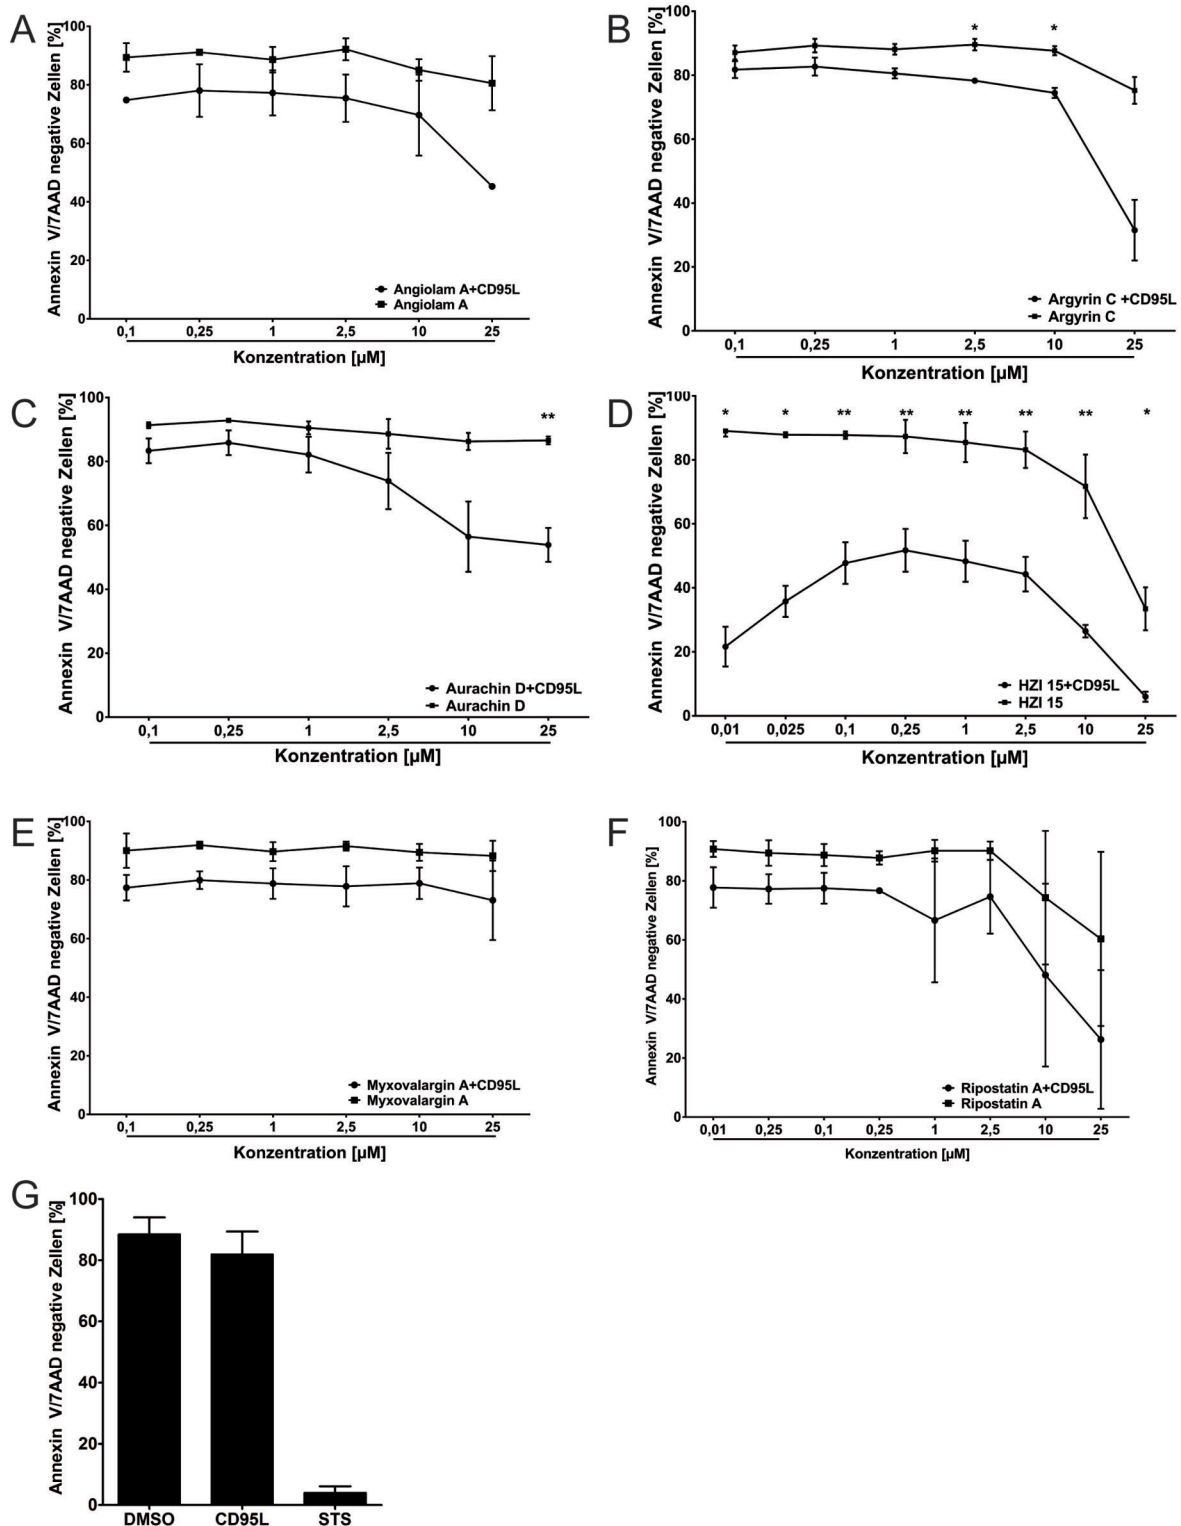 A
Annexin V/7AAD negative Zellen [%]
100
80
60
40
20
0
Angiolam A+CD95L
Angiolam A
0,1 0,25 1 2,5 10 25
Konzentration [µM]
B
Annexin V/7AAD negative Zellen [%]
100
80
60
40
20
0
* *
Argyrin C +CD95L
Argyrin C
0,1 0,25 1 2,5 10 25
Konzentration [µM]
C
Annexin V/7AAD negative Zellen [%]
100
80
60
40
20
0
**
Aurachin D+CD95L
Aurachin D
0,1 0,25 1 2,5 10 25
Konzentration [µM]
D
Annexin V/7AAD negative Zellen [%]
100
80
60
40
20
0
* * ** ** ** ** ** *
HZI 15+CD95L
HZI 15
0,01 0,025 0,1 0,25 1 2,5 10 25
Konzentration [µM]
E
Annexin V/7AAD negative Zellen [%]
100
80
60
40
20
0
Myxovalargin A+CD95L
Myxovalargin A
0,1 0,25 1 2,5 10 25
Konzentration [µM]
F
Annexin V/7AAD negative Zellen [%]
100
80
60
40
20
0
Ripostatin A+CD95L
Ripostatin A
0,01 0,25 0,1 0,25 1 2,5 10 25
Konzentration [µM]
G
Annexin V/7AAD negative Zellen [%]
100
80
60
40
20
0
DMSO CD95L STS